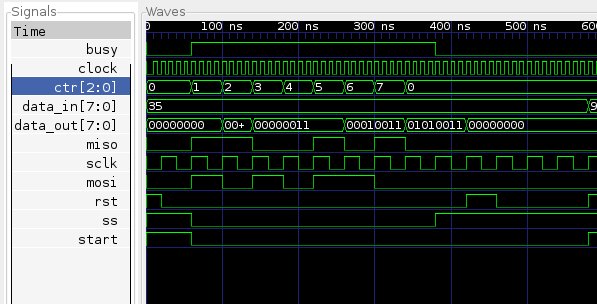 Signals
Waves
Time
0 100 ns 200 ns 300 ns 400 ns 500 ns 60
busy
clock
ctr[2:0] 0 1 2 3 4 5 6 7 0
data_in[7:0] 35 9
data_out[7:0] 00000000 00+ 00000011 00010011 01010011 00000000
miso
sclk
mosi
rst
ss
start